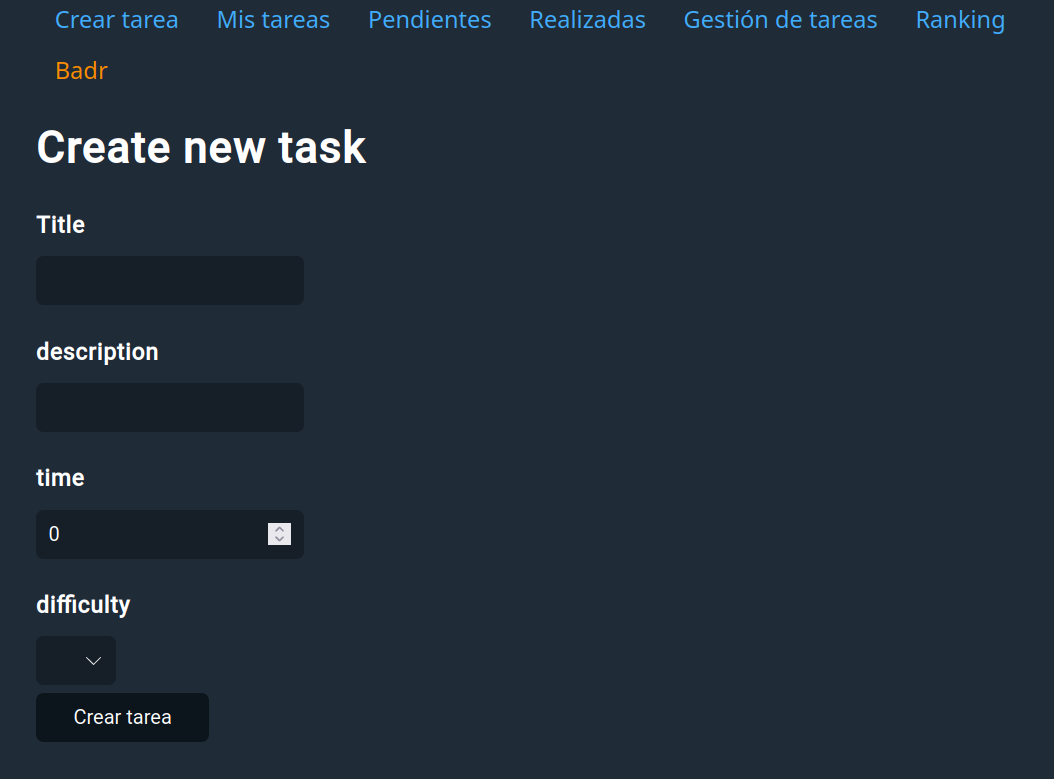 Crear tarea Mis tareas Pendientes Realizadas Gestión de tareas Ranking
Badr
Create new task
Title
description
time
0
difficulty
Crear tarea